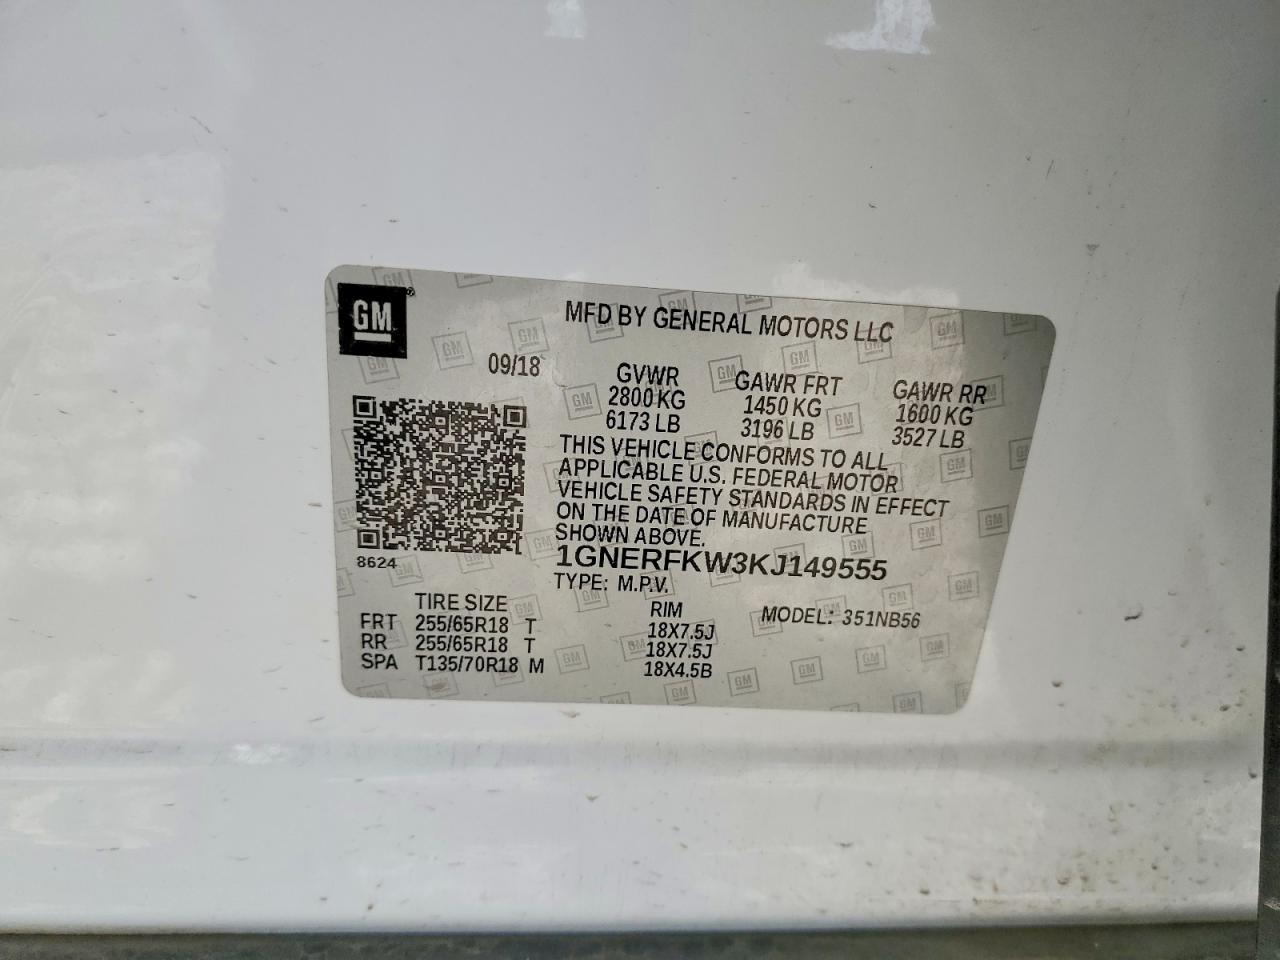 GM
MFD BY GENERAL MOTORS LLC
09/18
GVWR GAWR FRT GAWR RR
2800 KG 1450 KG 1600 KG
6173 LB 3196 LB 3527 LB
THIS VEHICLE CONFORMS TO ALL
APPLICABLE U.S. FEDERAL MOTOR
VEHICLE SAFETY STANDARDS IN EFFECT
ON THE DATE OF MANUFACTURE
SHOWN ABOVE.
8624
1GNERFKW3KJ149555
TYPE: M.P.V.
MODEL: 351NB56
TIRE SIZE RIM
FRT 255/65R18 T 18X7.5J
RR 255/65R18 T 18X7.5J
SPA T135/70R18 M 18X4.5B